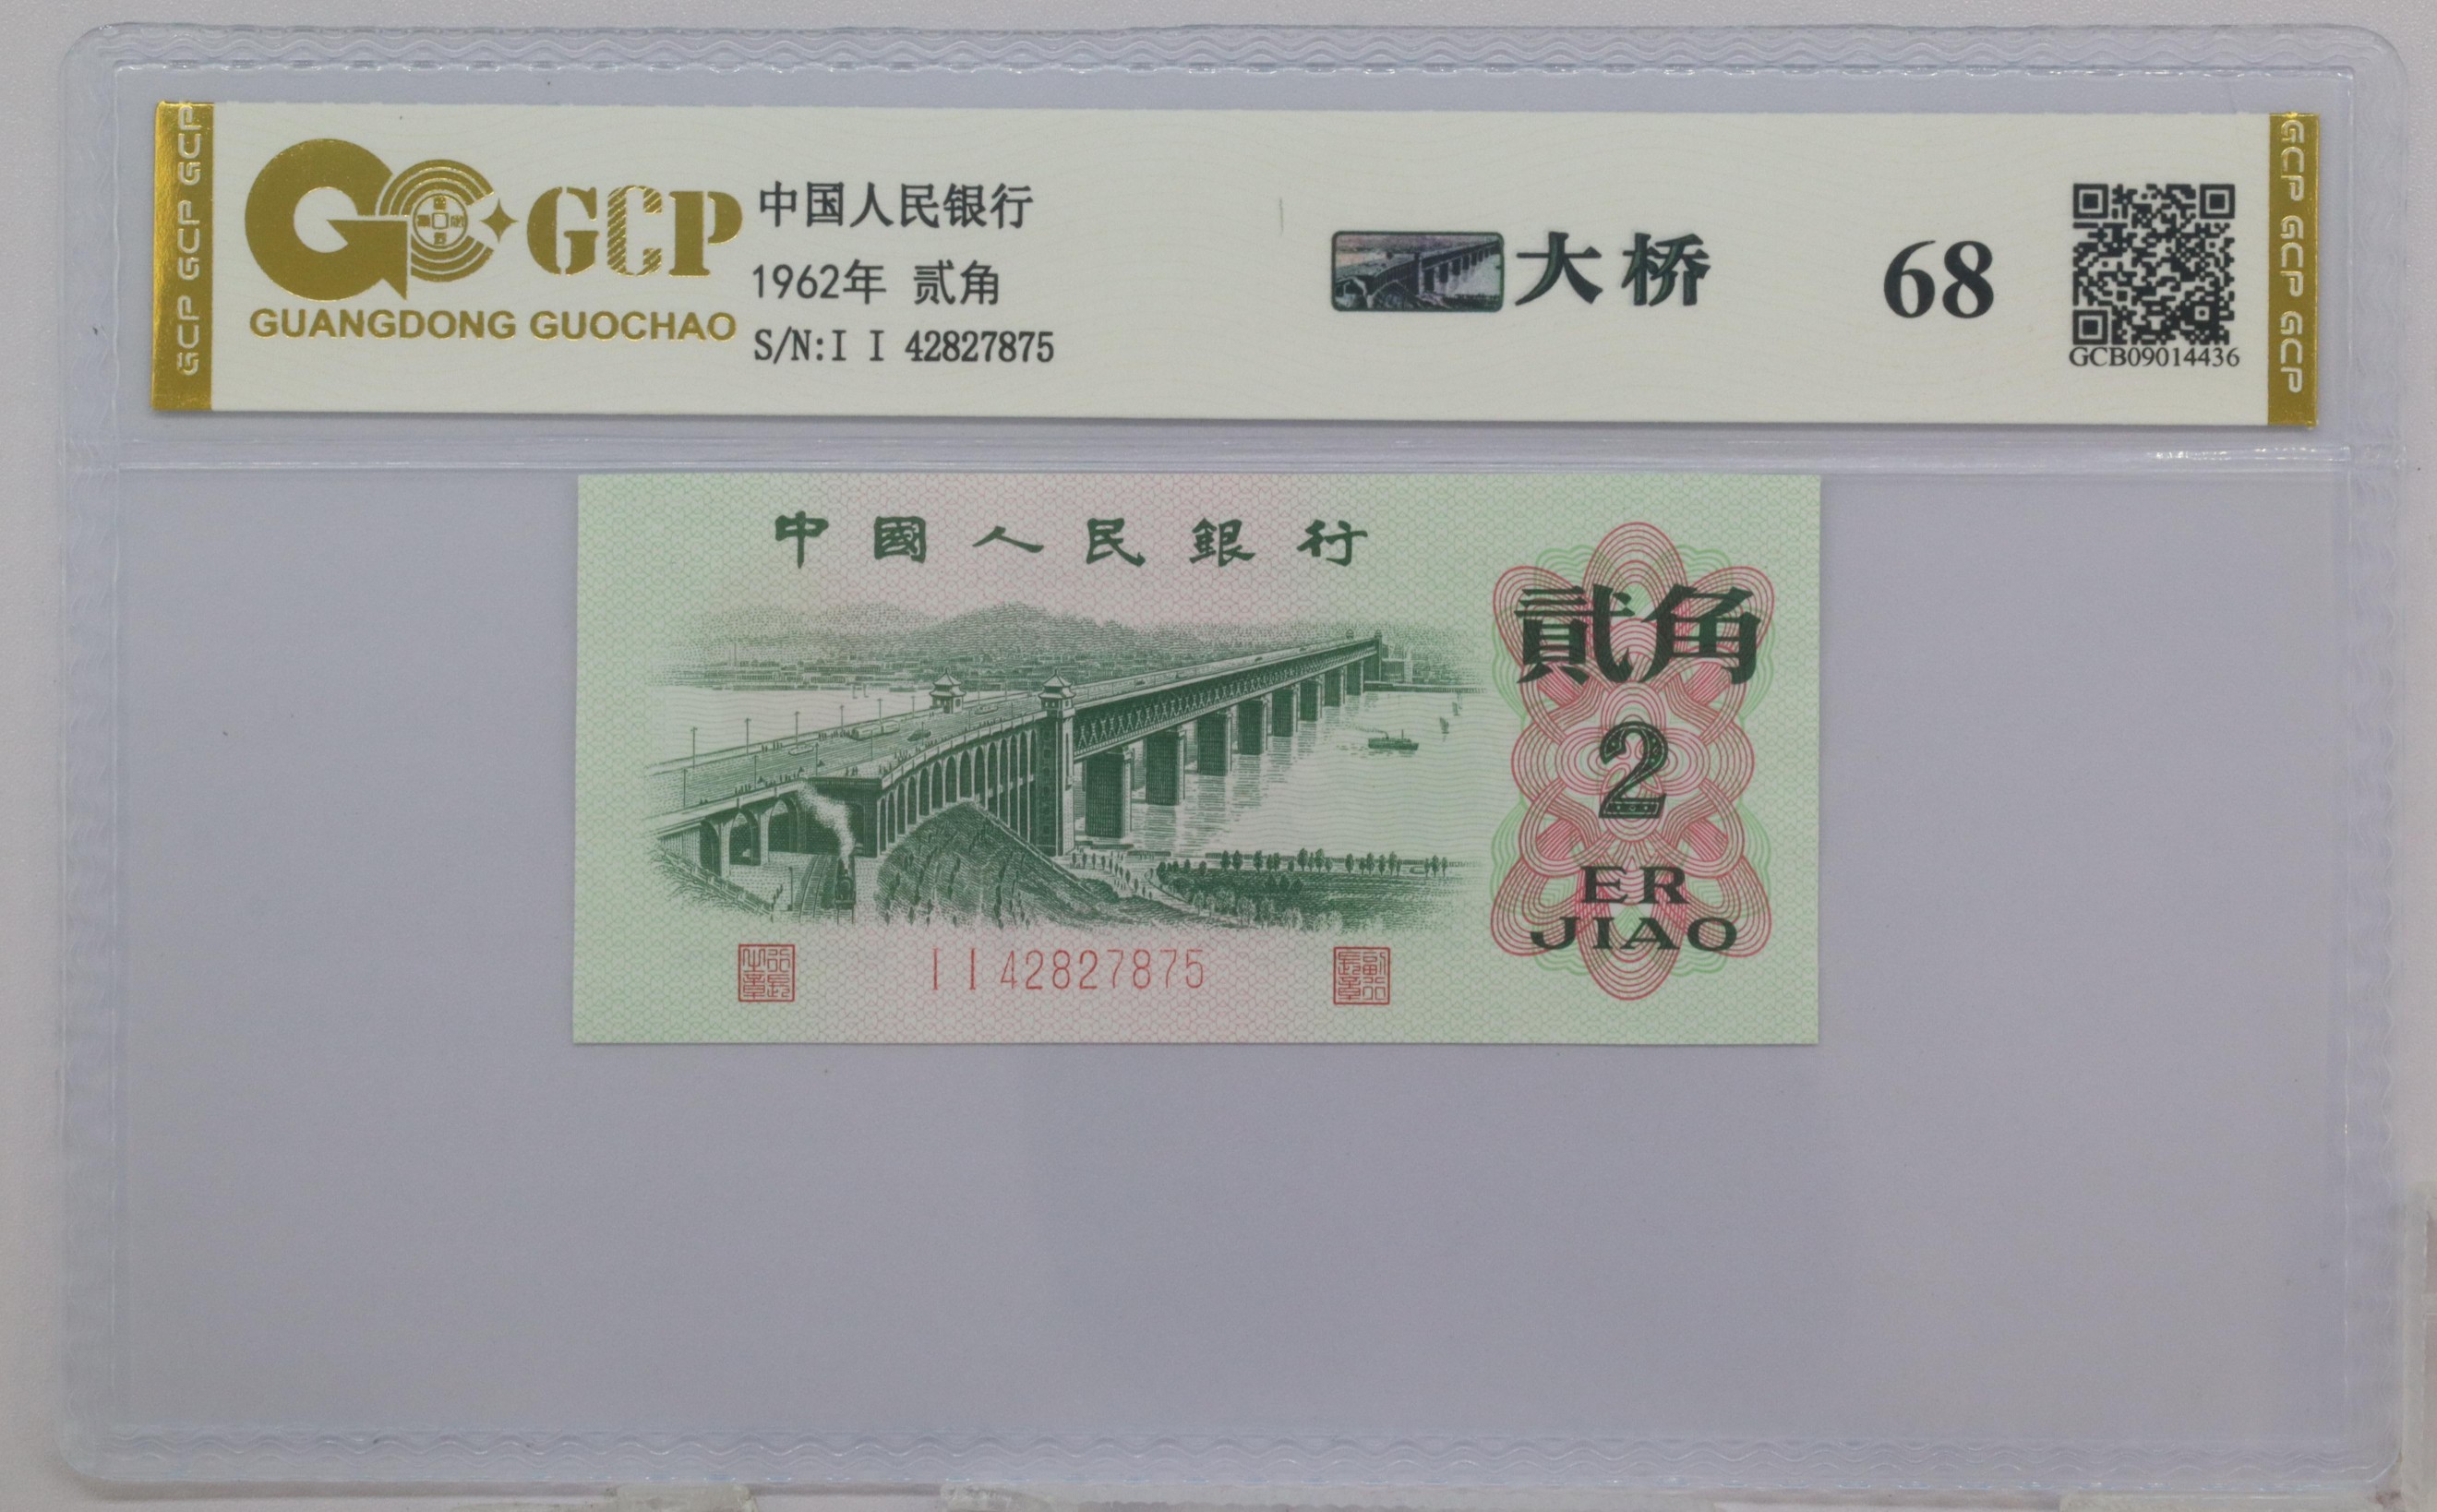 GCP GCP GCP
GCP
GUANGDONG GUOCHAO
中国人民银行
1962年 贰角
S/N:I I 42827875
大桥
68
GCB09014436
GCP GCP GCP
中國人民銀行
貳角
2
ER
JIAO
I I 42827875